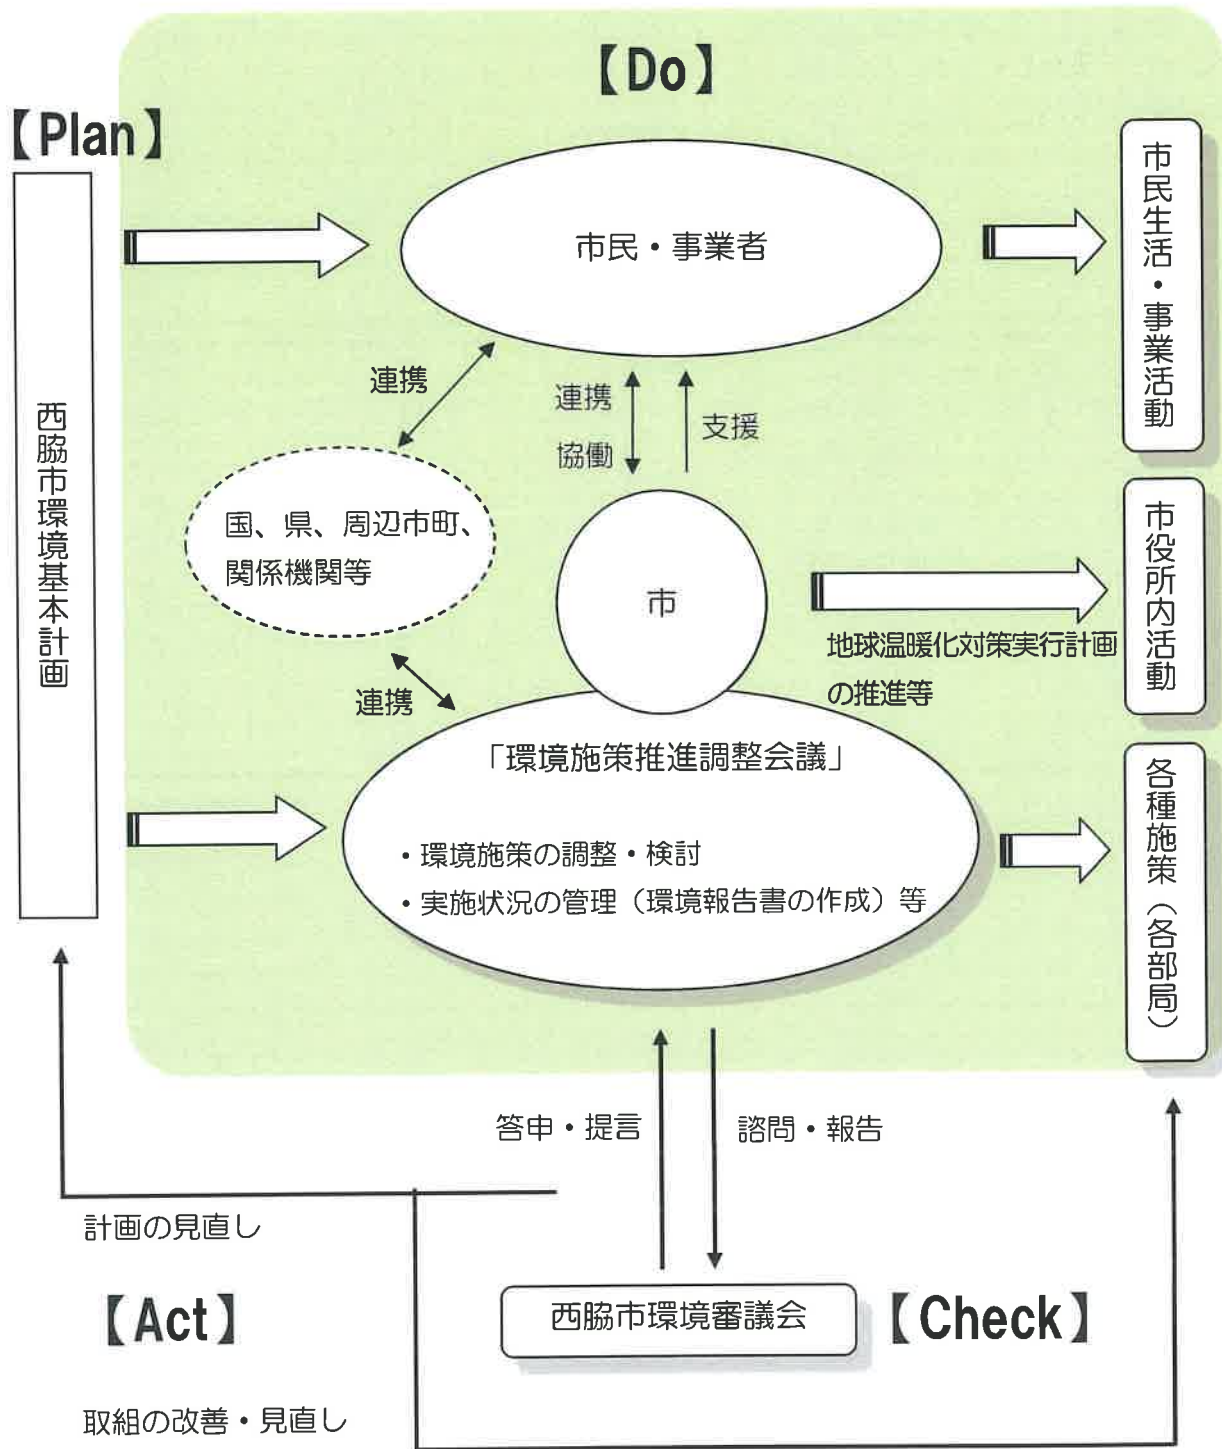 【Do】
【Plan】
西脇市環境基本計画
市民・事業者
市民生活・事業活動
連携
連携
協働
支援
国、県、周辺市町、
関係機関等
市
市役所内活動
地球温暖化対策実行計画
の推進等
連携
「環境施策推進調整会議」
・環境施策の調整・検討
・実施状況の管理（環境報告書の作成）等
各種施策（各部局）
答申・提言
諮問・報告
計画の見直し
【Act】
西脇市環境審議会
【Check】
取組の改善・見直し